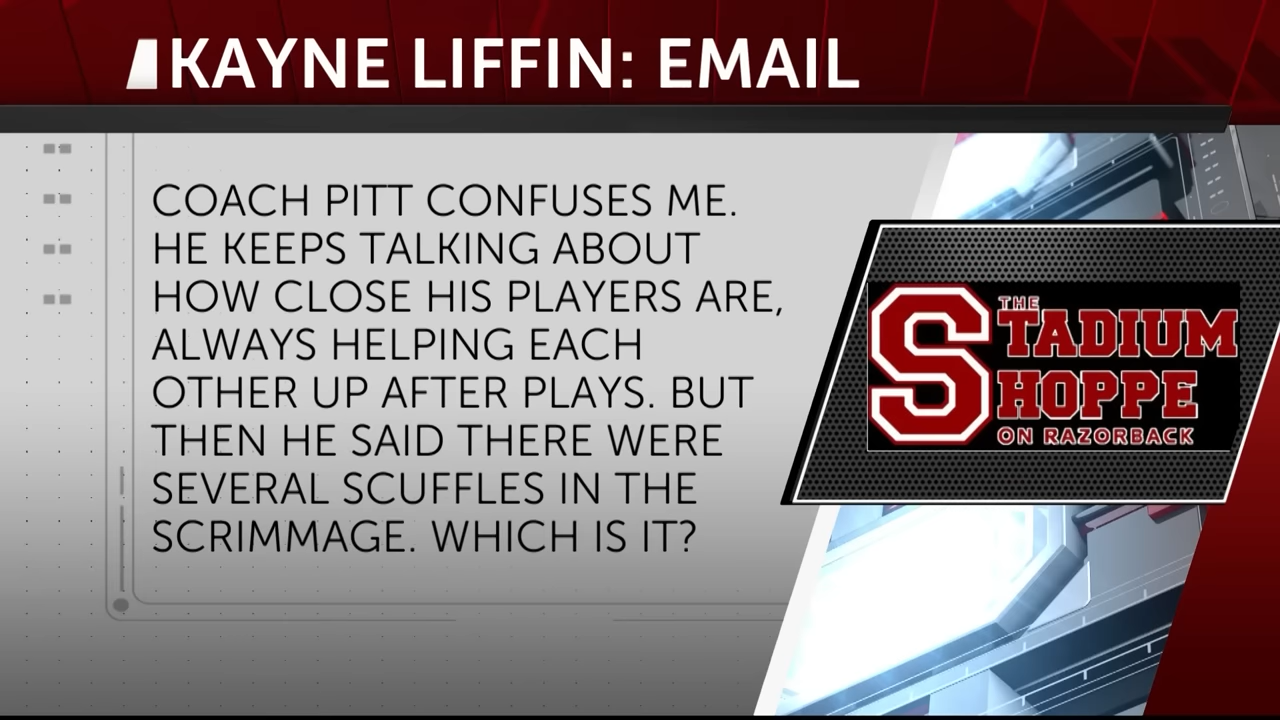 KAYNE LIFFIN: EMAIL
COACH PITT CONFUSES ME.
HE KEEPS TALKING ABOUT
HOW CLOSE HIS PLAYERS ARE,
ALWAYS HELPING EACH
OTHER UP AFTER PLAYS. BUT
THEN HE SAID THERE WERE
SEVERAL SCUFFLES IN THE
SCRIMMAGE. WHICH IS IT?
THE
STADIUM
SHOPPE
ON RAZORBACK